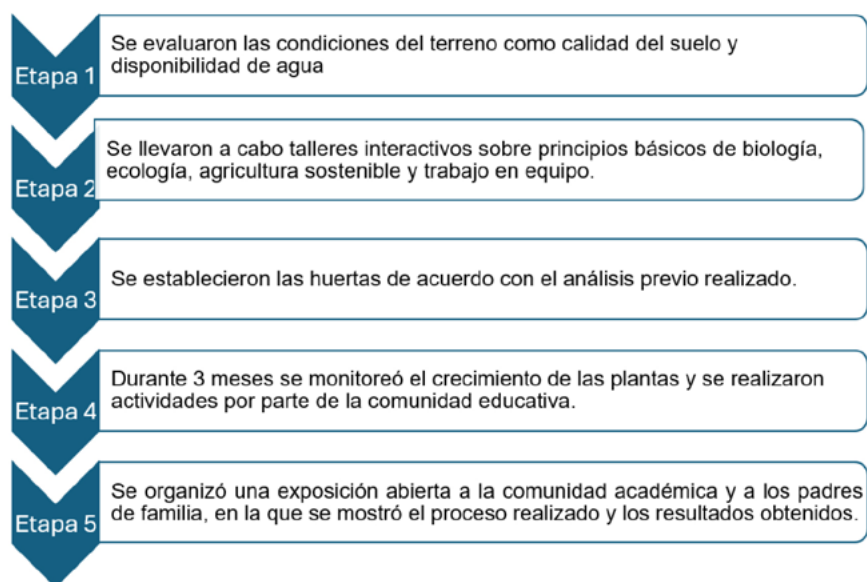 Etapa 1
Se evaluaron las condiciones del terreno como calidad del suelo y
disponibilidad de agua
Etapa 2
Se llevaron a cabo talleres interactivos sobre principios básicos de biología,
ecología, agricultura sostenible y trabajo en equipo.
Etapa 3
Se establecieron las huertas de acuerdo con el análisis previo realizado.
Etapa 4
Durante 3 meses se monitoreó el crecimiento de las plantas y se realizaron
actividades por parte de la comunidad educativa.
Etapa 5
Se organizó una exposición abierta a la comunidad académica y a los padres
de familia, en la que se mostró el proceso realizado y los resultados obtenidos.